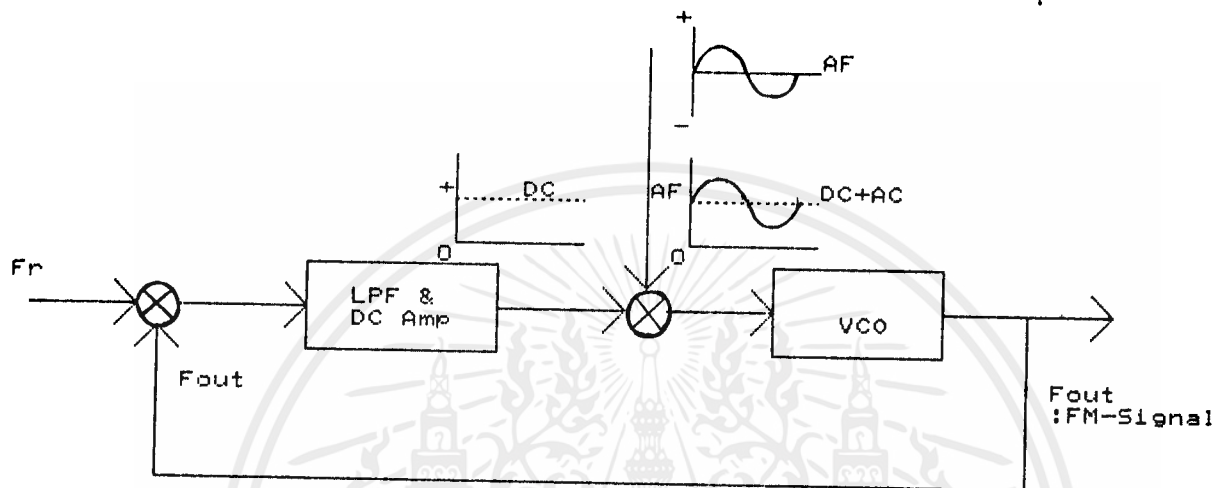 +
AF
-
+ DC
AF DC+AC
0
0
Fr
LPF &
DC Amp
VCO
Fout
Fout
:FM-Signal